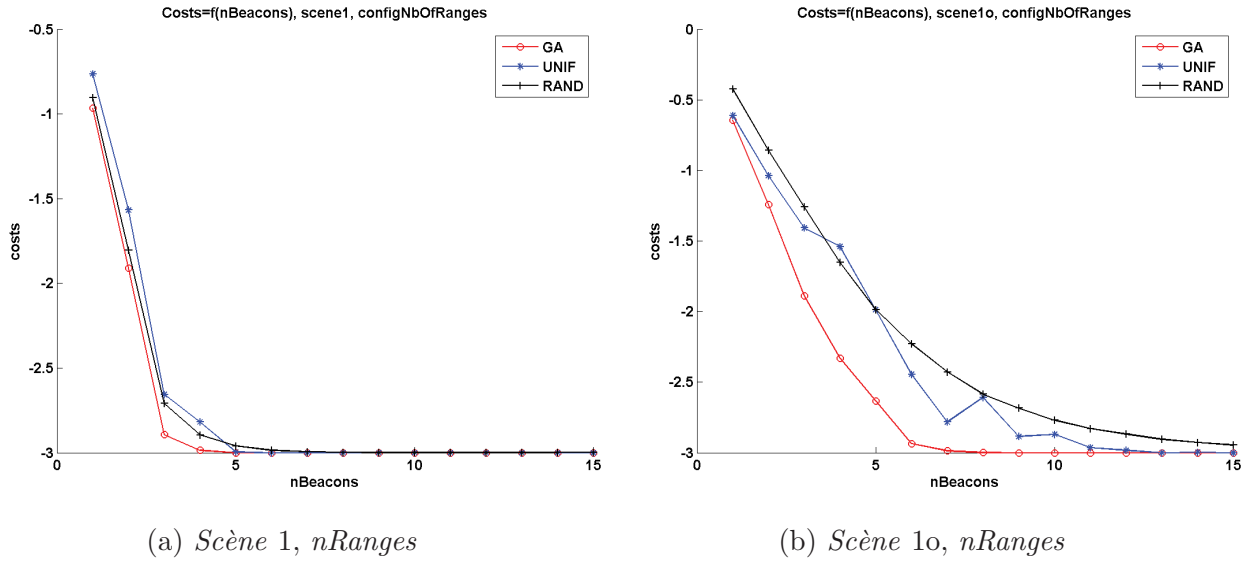 Costs=f(nBeacons), scene1, configNbOfRanges
-0.5
-1
-1.5
-2
-2.5
-3
costs
0
5
10
15
nBeacons
GA
UNIF
RAND
(a) Scène 1, nRanges
Costs=f(nBeacons), scene1o, configNbOfRanges
0
-0.5
-1
-1.5
-2
-2.5
-3
costs
0
5
10
15
nBeacons
GA
UNIF
RAND
(b) Scène 1o, nRanges